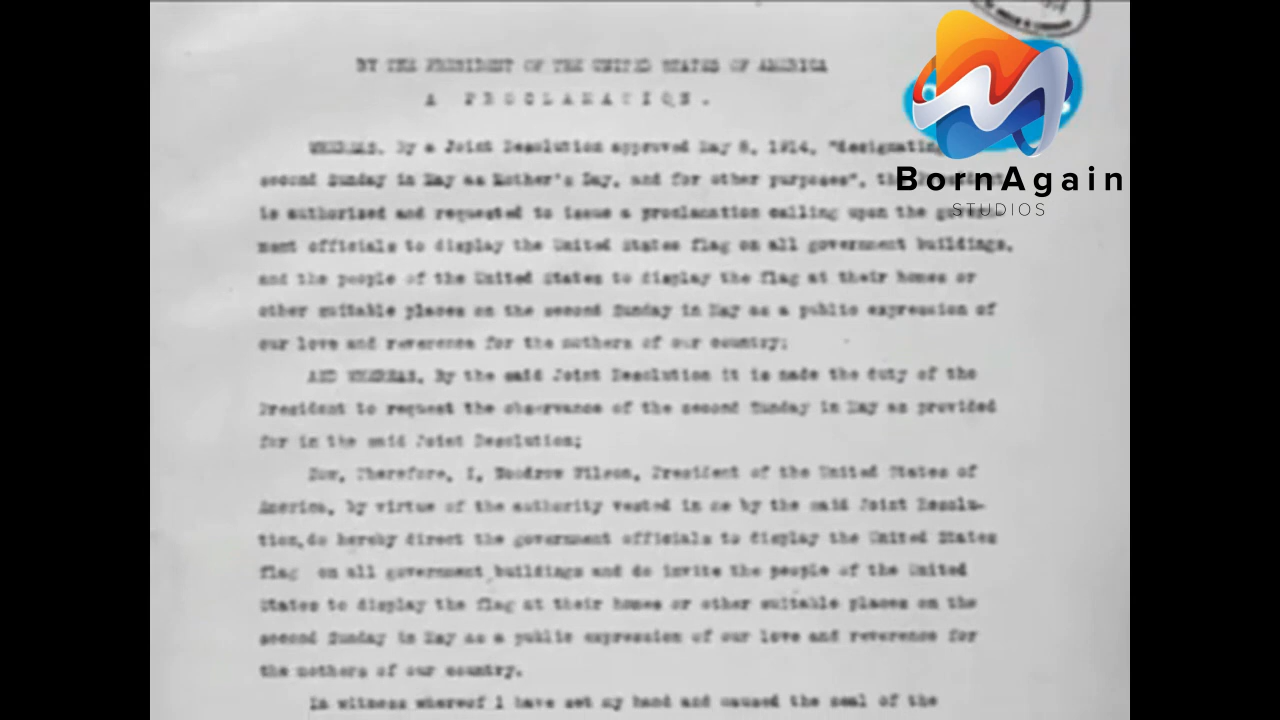 BY THE PRESIDENT OF THE UNITED STATES OF AMERICA
A PROCLAMATION.
BornAgain
STUDIOS
WHEREAS, By a Joint Resolution approved May 8, 1914, "designating
second Sunday in May as Mother's Day, and for other purposes", the President
is authorized and requested to issue a proclamation calling upon the govern-
ment officials to display the United States flag on all government buildings,
and the people of the United States to display the flag at their homes or
other suitable places on the second Sunday in May as a public expression of
our love and reverence for the mothers of our country;
AND WHEREAS, By the said Joint Resolution it is made the duty of the
President to request the observance of the second Sunday in May as provided
for in the said Joint Resolution;
Now, Therefore, I, Woodrow Wilson, President of the United States of
America, by virtue of the authority vested in me by the said Joint Resolu-
tion,do hereby direct the government officials to display the United States
flag on all government buildings and do invite the people of the United
States to display the flag at their homes or other suitable places on the
second Sunday in May as a public expression of our love and reverence for
the mothers of our country.
In witness whereof I have set my hand and caused the seal of the